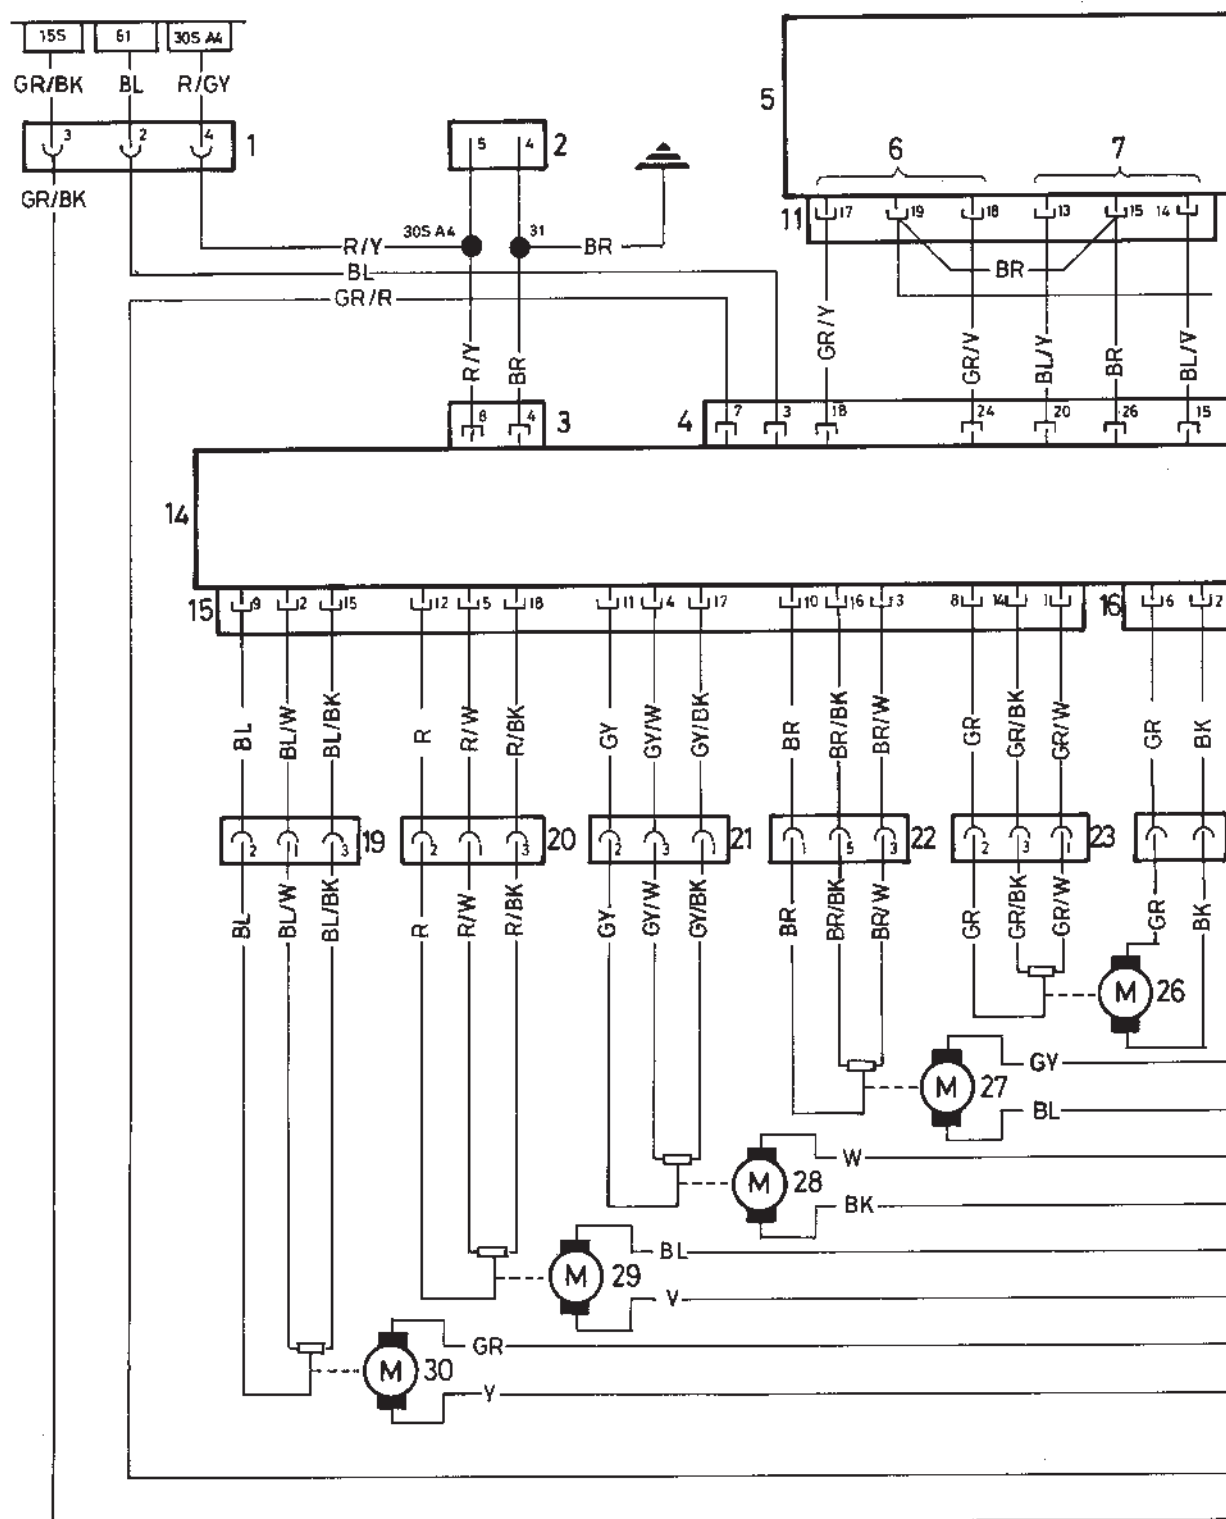 15S 61 30S A4
GR/BK BL R/GY
5
3 2 4 1
5 4 2
6 7
GR/BK
11 17 19 18 13 15 14
30S A4 31
R/Y BR
BL BR
GR/R
GR/Y GR/V BL/Y BR BL/V
R/Y BR
8 4 3
4 7 3 18 24 20 26 15
14
15 9 2 15 12 5 18 11 4 17 10 16 3 8 14 1 16 6 2
BL BL/W BL/BK R R/W R/BK GY GY/W GY/BK BR BR/BK BR/W GR GR/BK GR/W GR BK
2 1 3 19 2 1 3 20 2 3 1 21 1 5 3 22 2 3 1 23
BL BL/W BL/BK R R/W R/BK GY GY/W GY/BK BR BR/BK BR/W GR GR/BK GR/W GR BK
M 26
GY
M 27
BL
W
M 28
BK
BL
M 29
V
GR
M 30
Y